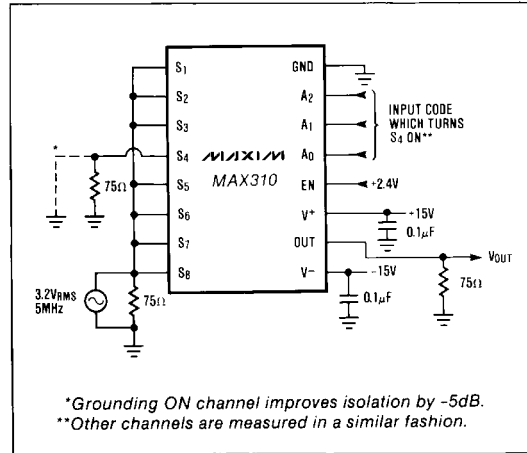 S1
S2
S3
S4
S5
S6
S7
S8
GND
A2
A1
A0
EN
V+
OUT
V−
MAXIM
MAX310
INPUT CODE
WHICH TURNS
S4 ON**
+2.4V
+15V
0.1µF
VOUT
-15V
0.1µF
75Ω
*
75Ω
3.2VRMS
5MHz
75Ω
*Grounding ON channel improves isolation by -5dB.
**Other channels are measured in a similar fashion.